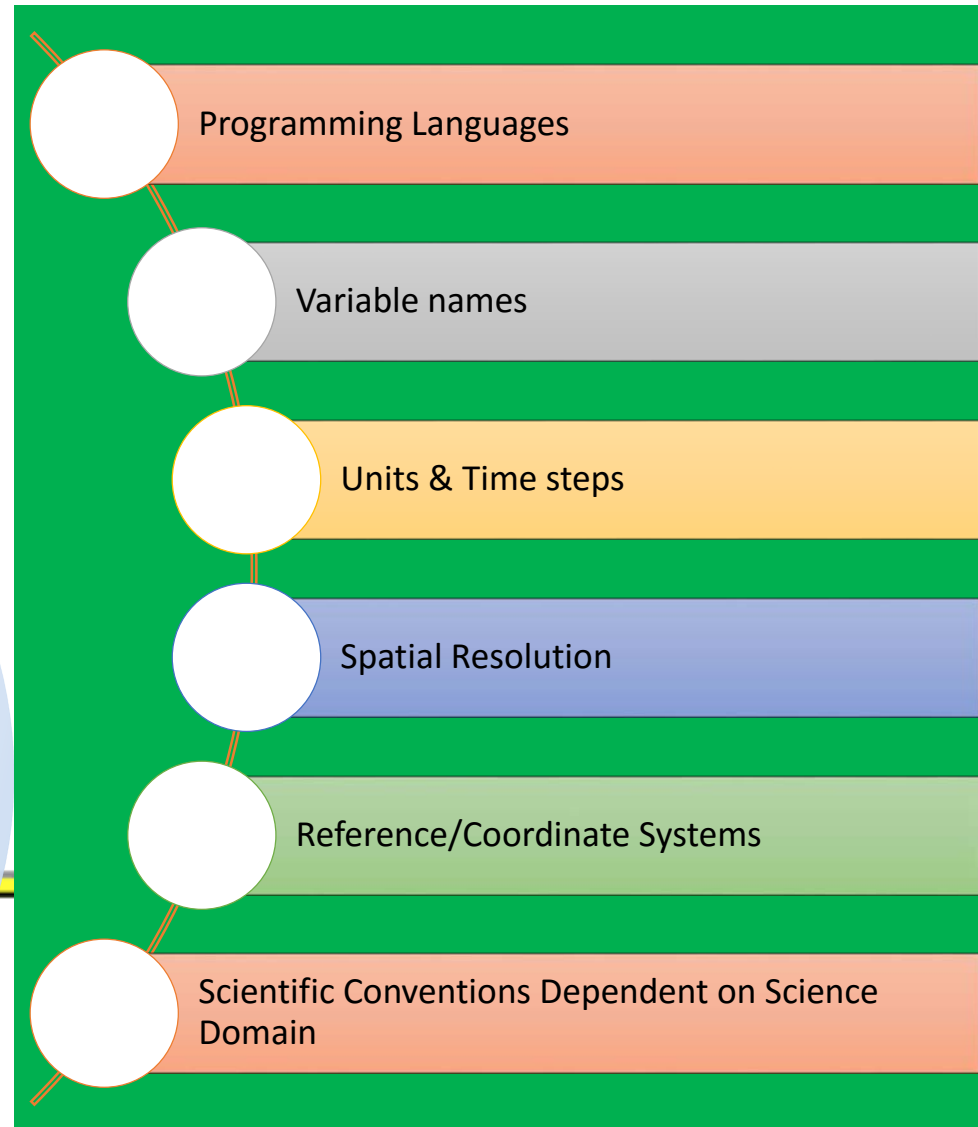 Programming Languages
Variable names
Units & Time steps
Spatial Resolution
Reference/Coordinate Systems
Scientific Conventions Dependent on Science
Domain